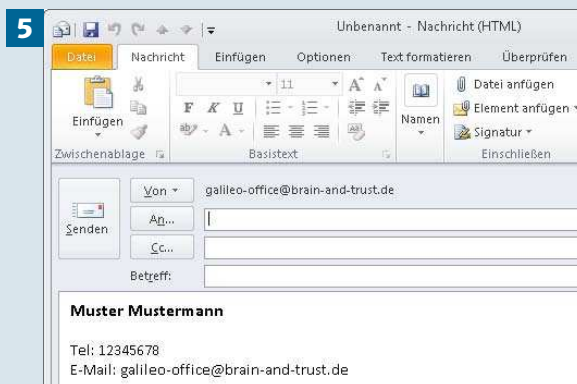 5
Unbenannt - Nachricht (HTML)
Datei Nachricht Einfügen Optionen Text formatieren Überprüfen
11 A A Datei anfügen
Einfügen F K U Namen Element anfügen
ab A Signatur
Zwischenablage Basistext Einschließen
Von galileo-office@brain-and-trust.de
An...
Senden
Cc...
Betreff:
Muster Mustermann
Tel: 12345678
E-Mail: galileo-office@brain-and-trust.de